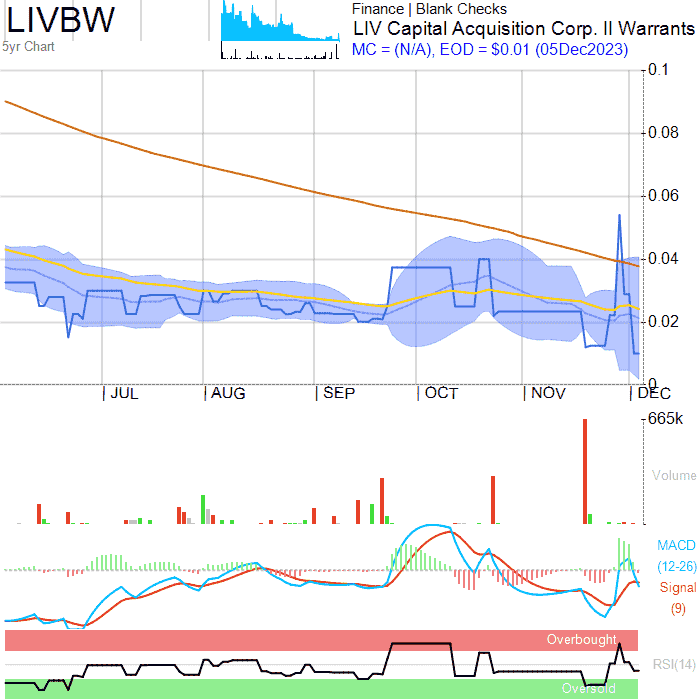 LIVBW
5yr Chart
Finance | Blank Checks
LIV Capital Acquisition Corp. II Warrants
MC = (N/A), EOD = $0.01 (05Dec2023)
0.1
0.08
0.06
0.04
0.02
0
JUL
AUG
SEP
OCT
NOV
DEC
665k
Volume
MACD
(12-26)
Signal
(9)
Overbought
RSI(14)
Oversold